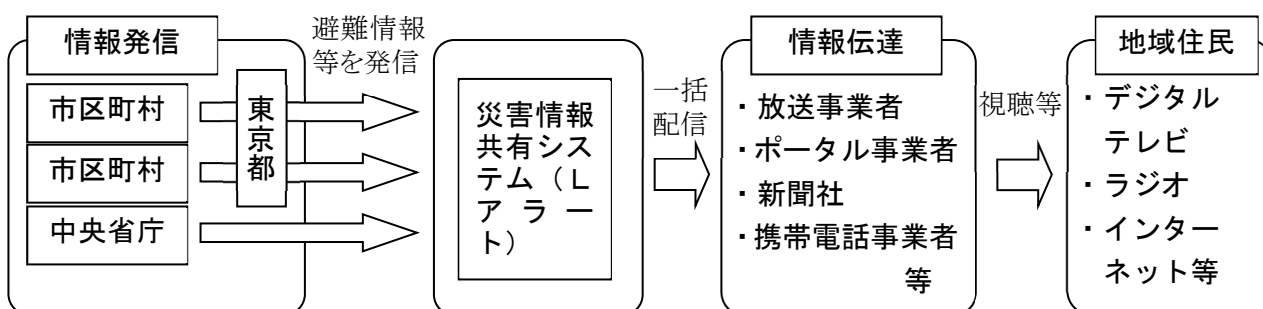 情報発信
市区町村
市区町村
中央省庁
東京都
避難情報
等を発信
災害情報
共有シス
テム（Ｌ
アラー
ト）
一括
配信
情報伝達
・放送事業者
・ポータル事業者
・新聞社
・携帯電話事業者
等
視聴等
地域住民
・デジタル
テレビ
・ラジオ
・インター
ネット等